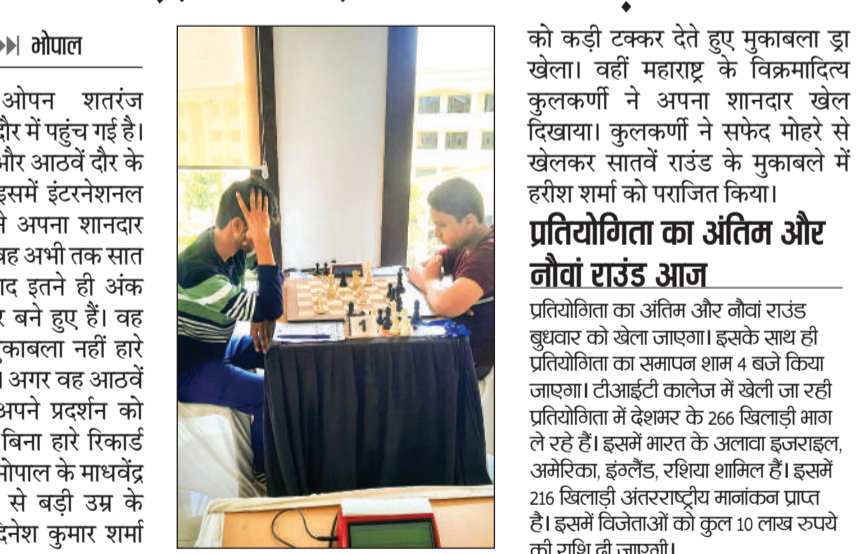 भोपाल
ओपन शतरंज
दौर में पहुंच गई है।
और आठवें दौर के
इसमें इंटरनेशनल
अपना शानदार
वह अभी तक सात
इतने ही अंक
बने हुए हैं। वह
मुकाबला नहीं हारे
अगर वह आठवें
अपने प्रदर्शन को
बिना हारे रिकार्ड
भोपाल के माधवेंद्र
से बड़ी उम्र के
दिनेश कुमार शर्मा
को कड़ी टक्कर देते हुए मुकाबला ड्रा
खेला। वहीं महाराष्ट्र के विक्रमादित्य
कुलकर्णी ने अपना शानदार खेल
दिखाया। कुलकर्णी ने सफेद मोहरे से
खेलकर सातवें राउंड के मुकाबले में
हरीश शर्मा को पराजित किया।
प्रतियोगिता का अंतिम और
नौवां राउंड आज
प्रतियोगिता का अंतिम और नौवां राउंड
बुधवार को खेला जाएगा। इसके साथ ही
प्रतियोगिता का समापन शाम 4 बजे किया
जाएगा। टीआईटी कालेज में खेली जा रही
प्रतियोगिता में देशभर के 266 खिलाड़ी भाग
ले रहे हैं। इसमें भारत के अलावा इजराइल,
अमेरिका, इंग्लैंड, रशिया शामिल हैं। इसमें
216 खिलाड़ी अंतरराष्ट्रीय मानांकन प्राप्त
है। इसमें विजेताओं को कुल 10 लाख रुपये
की राशि दी जाएगी।